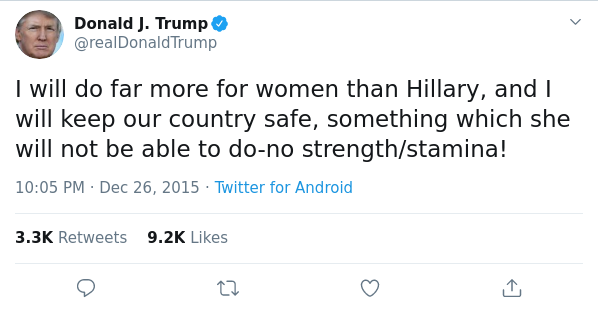 Donald J. Trump
@realDonaldTrump
I will do far more for women than Hillary, and I
will keep our country safe, something which she
will not be able to do-no strength/stamina!
10:05 PM · Dec 26, 2015 · Twitter for Android
3.3K Retweets 9.2K Likes